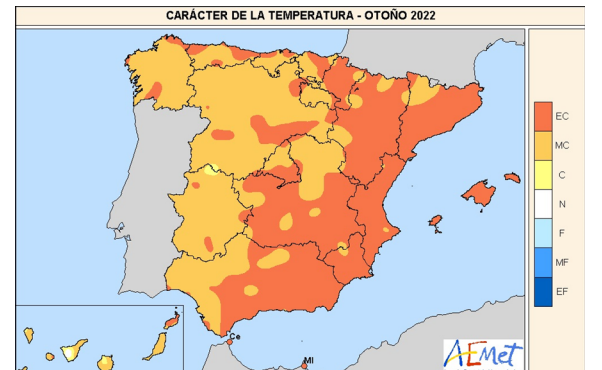 CARÁCTER DE LA TEMPERATURA - OTOÑO 2022
EC
MC
C
N
F
MF
EF
Ce
Ml
AEMet